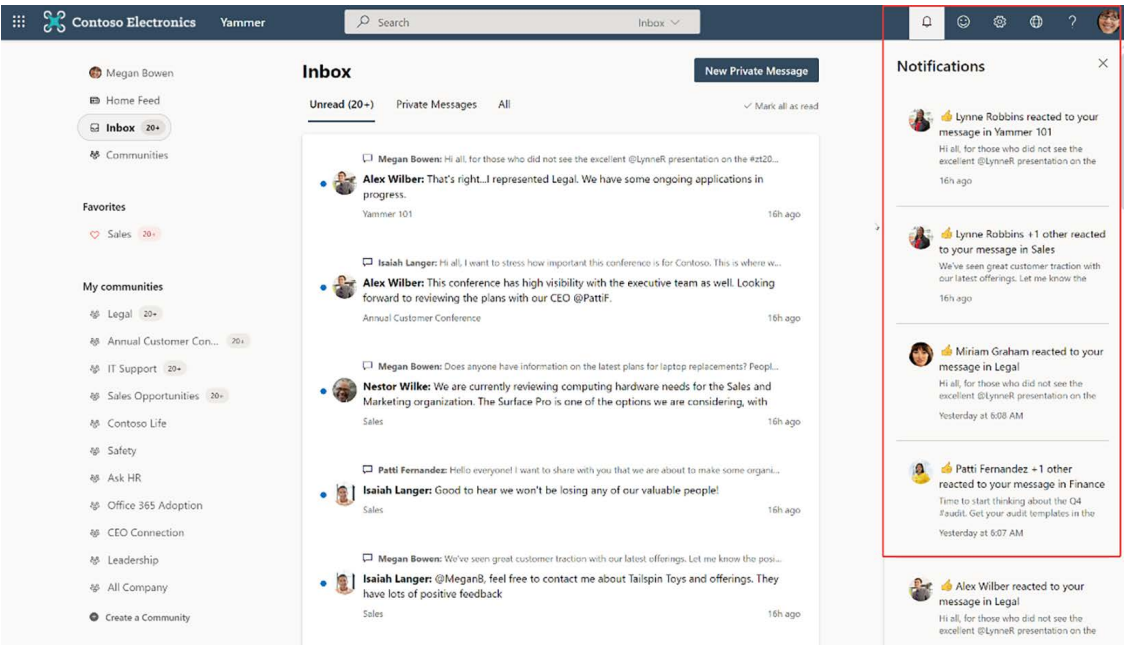 Contoso Electronics Yammer
Search
Inbox
?
Megan Bowen
Home Feed
Inbox 20+
Communities
Favorites
Sales 20+
My communities
Legal 20+
Annual Customer Con... 20+
IT Support 20+
Sales Opportunities 20+
Contoso Life
Safety
Ask HR
Office 365 Adoption
CEO Connection
Leadership
All Company
Create a Community
Inbox
New Private Message
Unread (20+) Private Messages All
Mark all as read
Megan Bowen: Hi all, for those who did not see the excellent @LynneR presentation on the #zt20...
Alex Wilber: That's right...I represented Legal. We have some ongoing applications in
progress.
Yammer 101 16h ago
Isaiah Langer: Hi all, I want to stress how important this conference is for Contoso. This is where w...
Alex Wilber: This conference has high visibility with the executive team as well. Looking
forward to reviewing the plans with our CEO @PattiF.
Annual Customer Conference 16h ago
Megan Bowen: Does anyone have information on the latest plans for laptop replacements? Peopl...
Nestor Wilke: We are currently reviewing computing hardware needs for the Sales and
Marketing organization. The Surface Pro is one of the options we are considering, with
Sales 16h ago
Patti Fernandez: Hello everyone! I want to share with you that we are about to make some organi...
Isaiah Langer: Good to hear we won't be losing any of our valuable people!
Sales 16h ago
Megan Bowen: We've seen great customer traction with our latest offerings. Let me know the posi...
Isaiah Langer: @MeganB, feel free to contact me about Tailspin Toys and offerings. They
have lots of positive feedback
Sales 16h ago
Notifications
Lynne Robbins reacted to your
message in Yammer 101
Hi all, for those who did not see the
excellent @LynneR presentation on the
16h ago
Lynne Robbins +1 other reacted
to your message in Sales
We've seen great customer traction with
our latest offerings. Let me know the
16h ago
Miriam Graham reacted to your
message in Legal
Hi all, for those who did not see the
excellent @LynneR presentation on the
Yesterday at 6:08 AM
Patti Fernandez +1 other
reacted to your message in Finance
Time to start thinking about the Q4
#audit. Get your audit templates in the
Yesterday at 6:07 AM
Alex Wilber reacted to your
message in Legal
Hi all, for those who did not see the
excellent @LynneR presentation on the